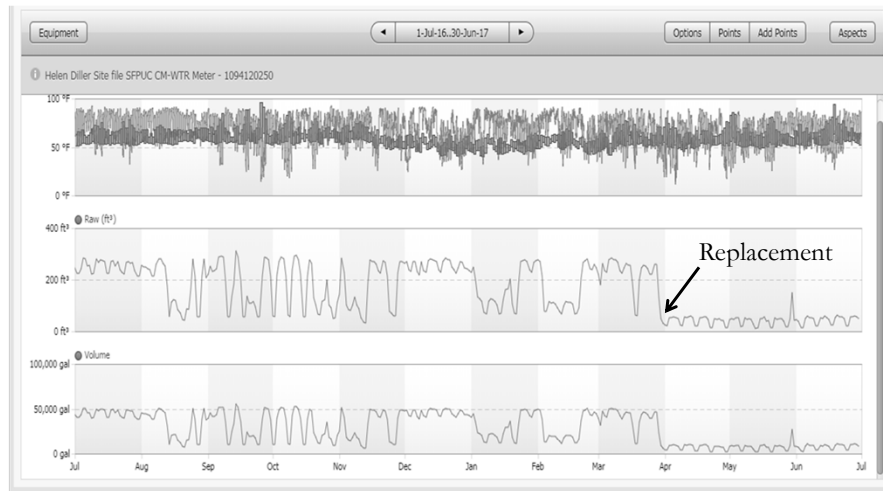 Equipment
1-Jul-16..30-Jun-17
Options Points Add Points
Aspects
Helen Diller Site file SFPUC CM-WTR Meter - 1094120250
100 °F
50 °F
0 °F
Raw (ft³)
400 ft³
200 ft³
0 ft³
Replacement
Volume
100,000 gal
50,000 gal
0 gal
Jul Aug Sep Oct Nov Dec Jan Feb Mar Apr May Jun Jul